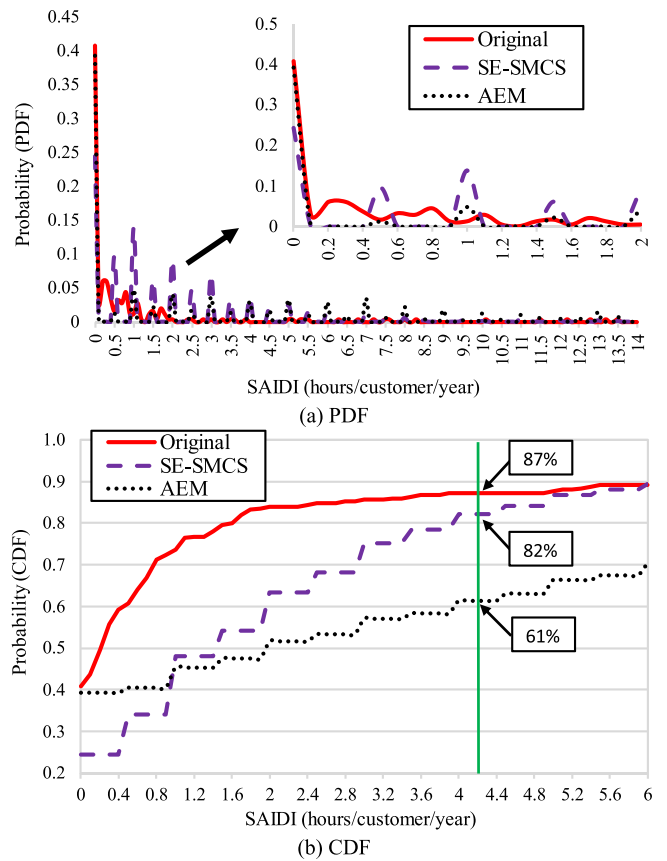 0.45
0.4
0.35
0.3
0.25
0.2
0.15
0.1
0.05
0
Probability (PDF)
0.5
0.4
0.3
0.2
0.1
0
Original
SE-SMCS
AEM
0 0.2 0.4 0.6 0.8 1 1.2 1.4 1.6 1.8 2
0 0.5 1 1.5 2 2.5 3 3.5 4 4.5 5 5.5 6 6.5 7 7.5 8 8.5 9 9.5 10 10.5 11 11.5 12 12.5 13 13.5 14
SAIDI (hours/customer/year)
(a) PDF
1.0
0.9
0.8
0.7
0.6
0.5
0.4
0.3
0.2
Probability (CDF)
Original
SE-SMCS
AEM
87%
82%
61%
0 0.4 0.8 1.2 1.6 2 2.4 2.8 3.2 3.6 4 4.4 4.8 5.2 5.6 6
SAIDI (hours/customer/year)
(b) CDF